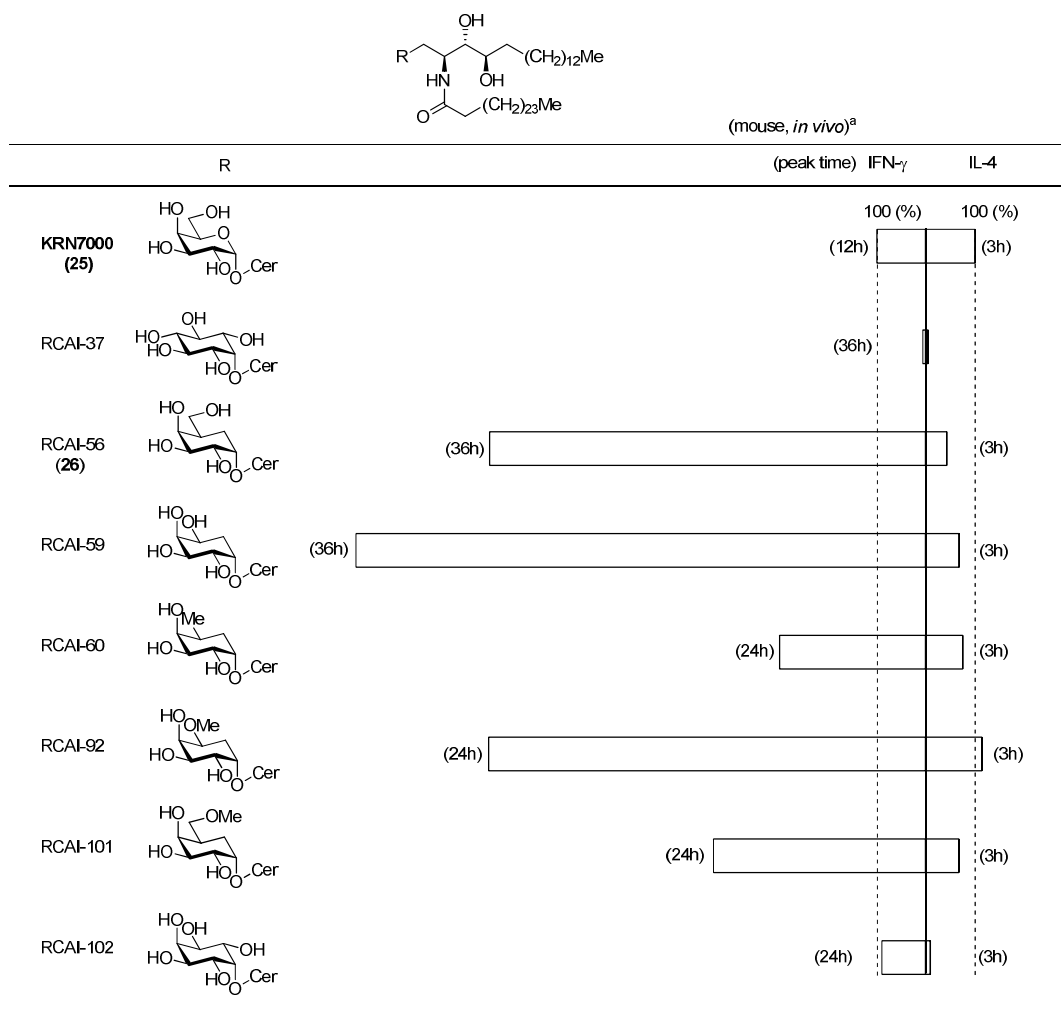 OH
R
(CH2)12Me
HN
OH
O
(CH2)23Me
(mouse, in vivo)a
R
(peak time) IFN-γ IL-4
100 (%) 100 (%)
KRN7000
(25)
HO
OH
O
HO
HO
O
Cer
(12h)
(3h)
RCAI-37
OH
HO
OH
HO
HO
O
Cer
(36h)
RCAI-56
(26)
HO
OH
HO
HO
O
Cer
(36h)
(3h)
RCAI-59
HO
OH
HO
HO
O
Cer
(36h)
(3h)
RCAI-60
HO
Me
HO
HO
O
Cer
(24h)
(3h)
RCAI-92
HO
OMe
HO
HO
O
Cer
(24h)
(3h)
RCAI-101
HO
OMe
HO
HO
O
Cer
(24h)
(3h)
RCAI-102
HO
OH
HO
OH
HO
O
Cer
(24h)
(3h)